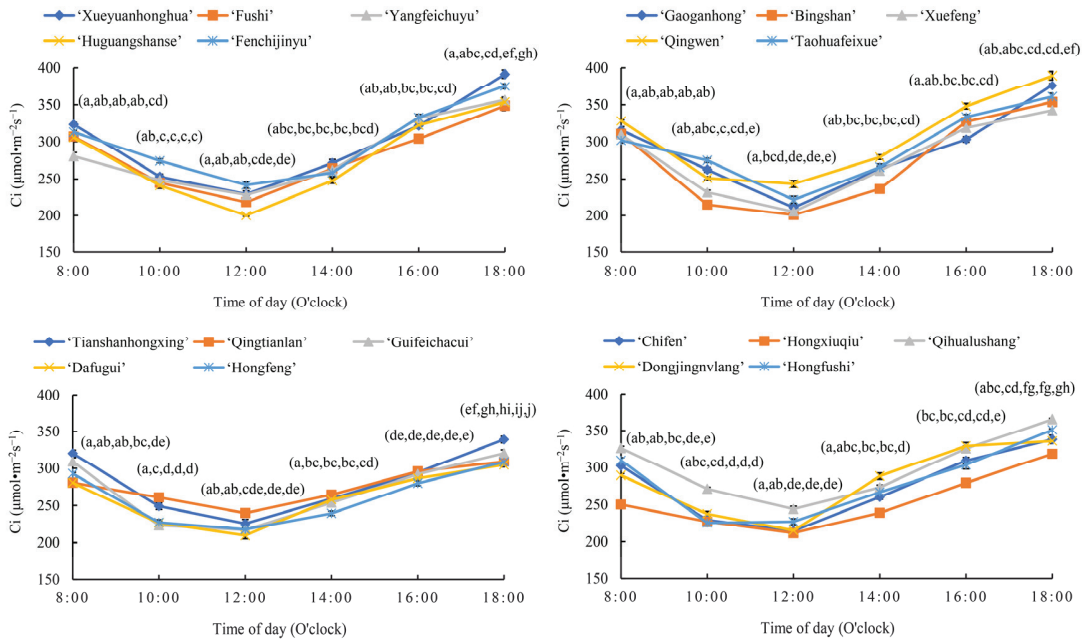 ‘Xueyuanhonghua’ ‘Fushi’ ‘Yangfeichuyu’
‘Huguangshanse’ ‘Fenchijinyu’
(a,abc,cd,ef,gh)
400
(ab,ab,bc,bc,cd)
(a,ab,ab,ab,cd)
350
(ab,c,c,c,c)
(abc,bc,bc,bc,bcd)
300
(a,ab,ab,cde,de)
250
200
150
Ci (μmol•m⁻²s⁻¹)
8:00 10:00 12:00 14:00 16:00 18:00
Time of day (O'clock)
‘Gaoganhong’ ‘Bingshan’ ‘Xuefeng’
‘Qingwen’ ‘Taohuafeixue’
(ab,abc,cd,cd,ef)
400
(a,ab,bc,bc,cd)
(a,ab,ab,ab,ab)
350
(ab,abc,c,cd,e)
(ab,bc,bc,bc,cd)
300
(a,bcd,de,de,e)
250
200
150
Ci (μmol•m⁻²s⁻¹)
8:00 10:00 12:00 14:00 16:00 18:00
Time of day (O'clock)
‘Tianshanhongxing’ ‘Qingtianlan’ ‘Guifeichacui’
‘Dafugui’ ‘Hongfeng’
400
(ef,gh,hi,ij,j)
350
(a,ab,ab,bc,de)
(de,de,de,de,e)
300
(a,c,d,d,d)
(a,bc,bc,bc,cd)
250
(ab,ab,cde,de,de)
200
150
Ci (μmol•m⁻²s⁻¹)
8:00 10:00 12:00 14:00 16:00 18:00
Time of day (O'clock)
‘Chifen’ ‘Hongxiuqiu’ ‘Qihualushang’
‘Dongjingnvlang’ ‘Hongfushi’
400
(abc,cd,fg,fg,gh)
350
(ab,ab,bc,de,e)
(bc,bc,cd,cd,e)
300
(abc,cd,d,d,d)
(a,abc,bc,bc,d)
250
(a,ab,de,de,de)
200
150
Ci (μmol•m⁻²s⁻¹)
8:00 10:00 12:00 14:00 16:00 18:00
Time of day (O'clock)